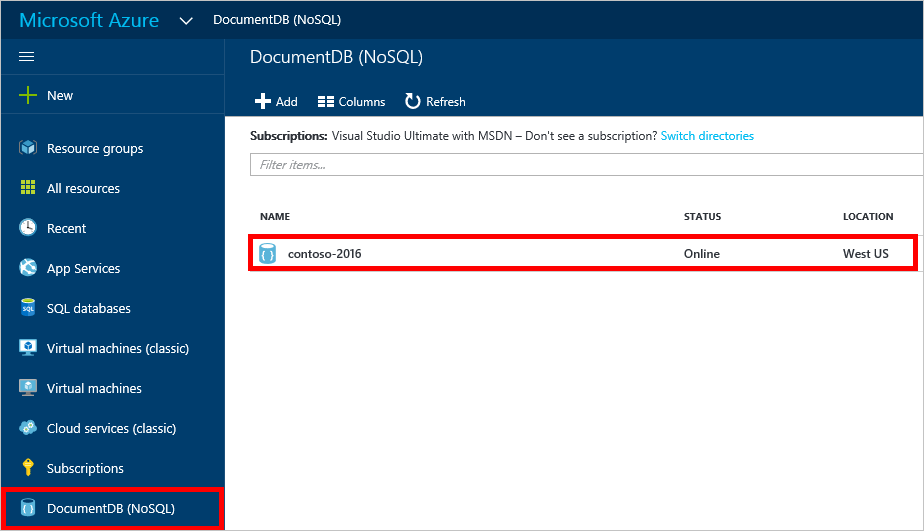 Microsoft Azure DocumentDB (NoSQL)
DocumentDB (NoSQL)
New
Add Columns Refresh
Subscriptions: Visual Studio Ultimate with MSDN – Don't see a subscription? Switch directories
Filter items...
NAME STATUS LOCATION
contoso-2016 Online West US
Resource groups
All resources
Recent
App Services
SQL databases
Virtual machines (classic)
Virtual machines
Cloud services (classic)
Subscriptions
DocumentDB (NoSQL)